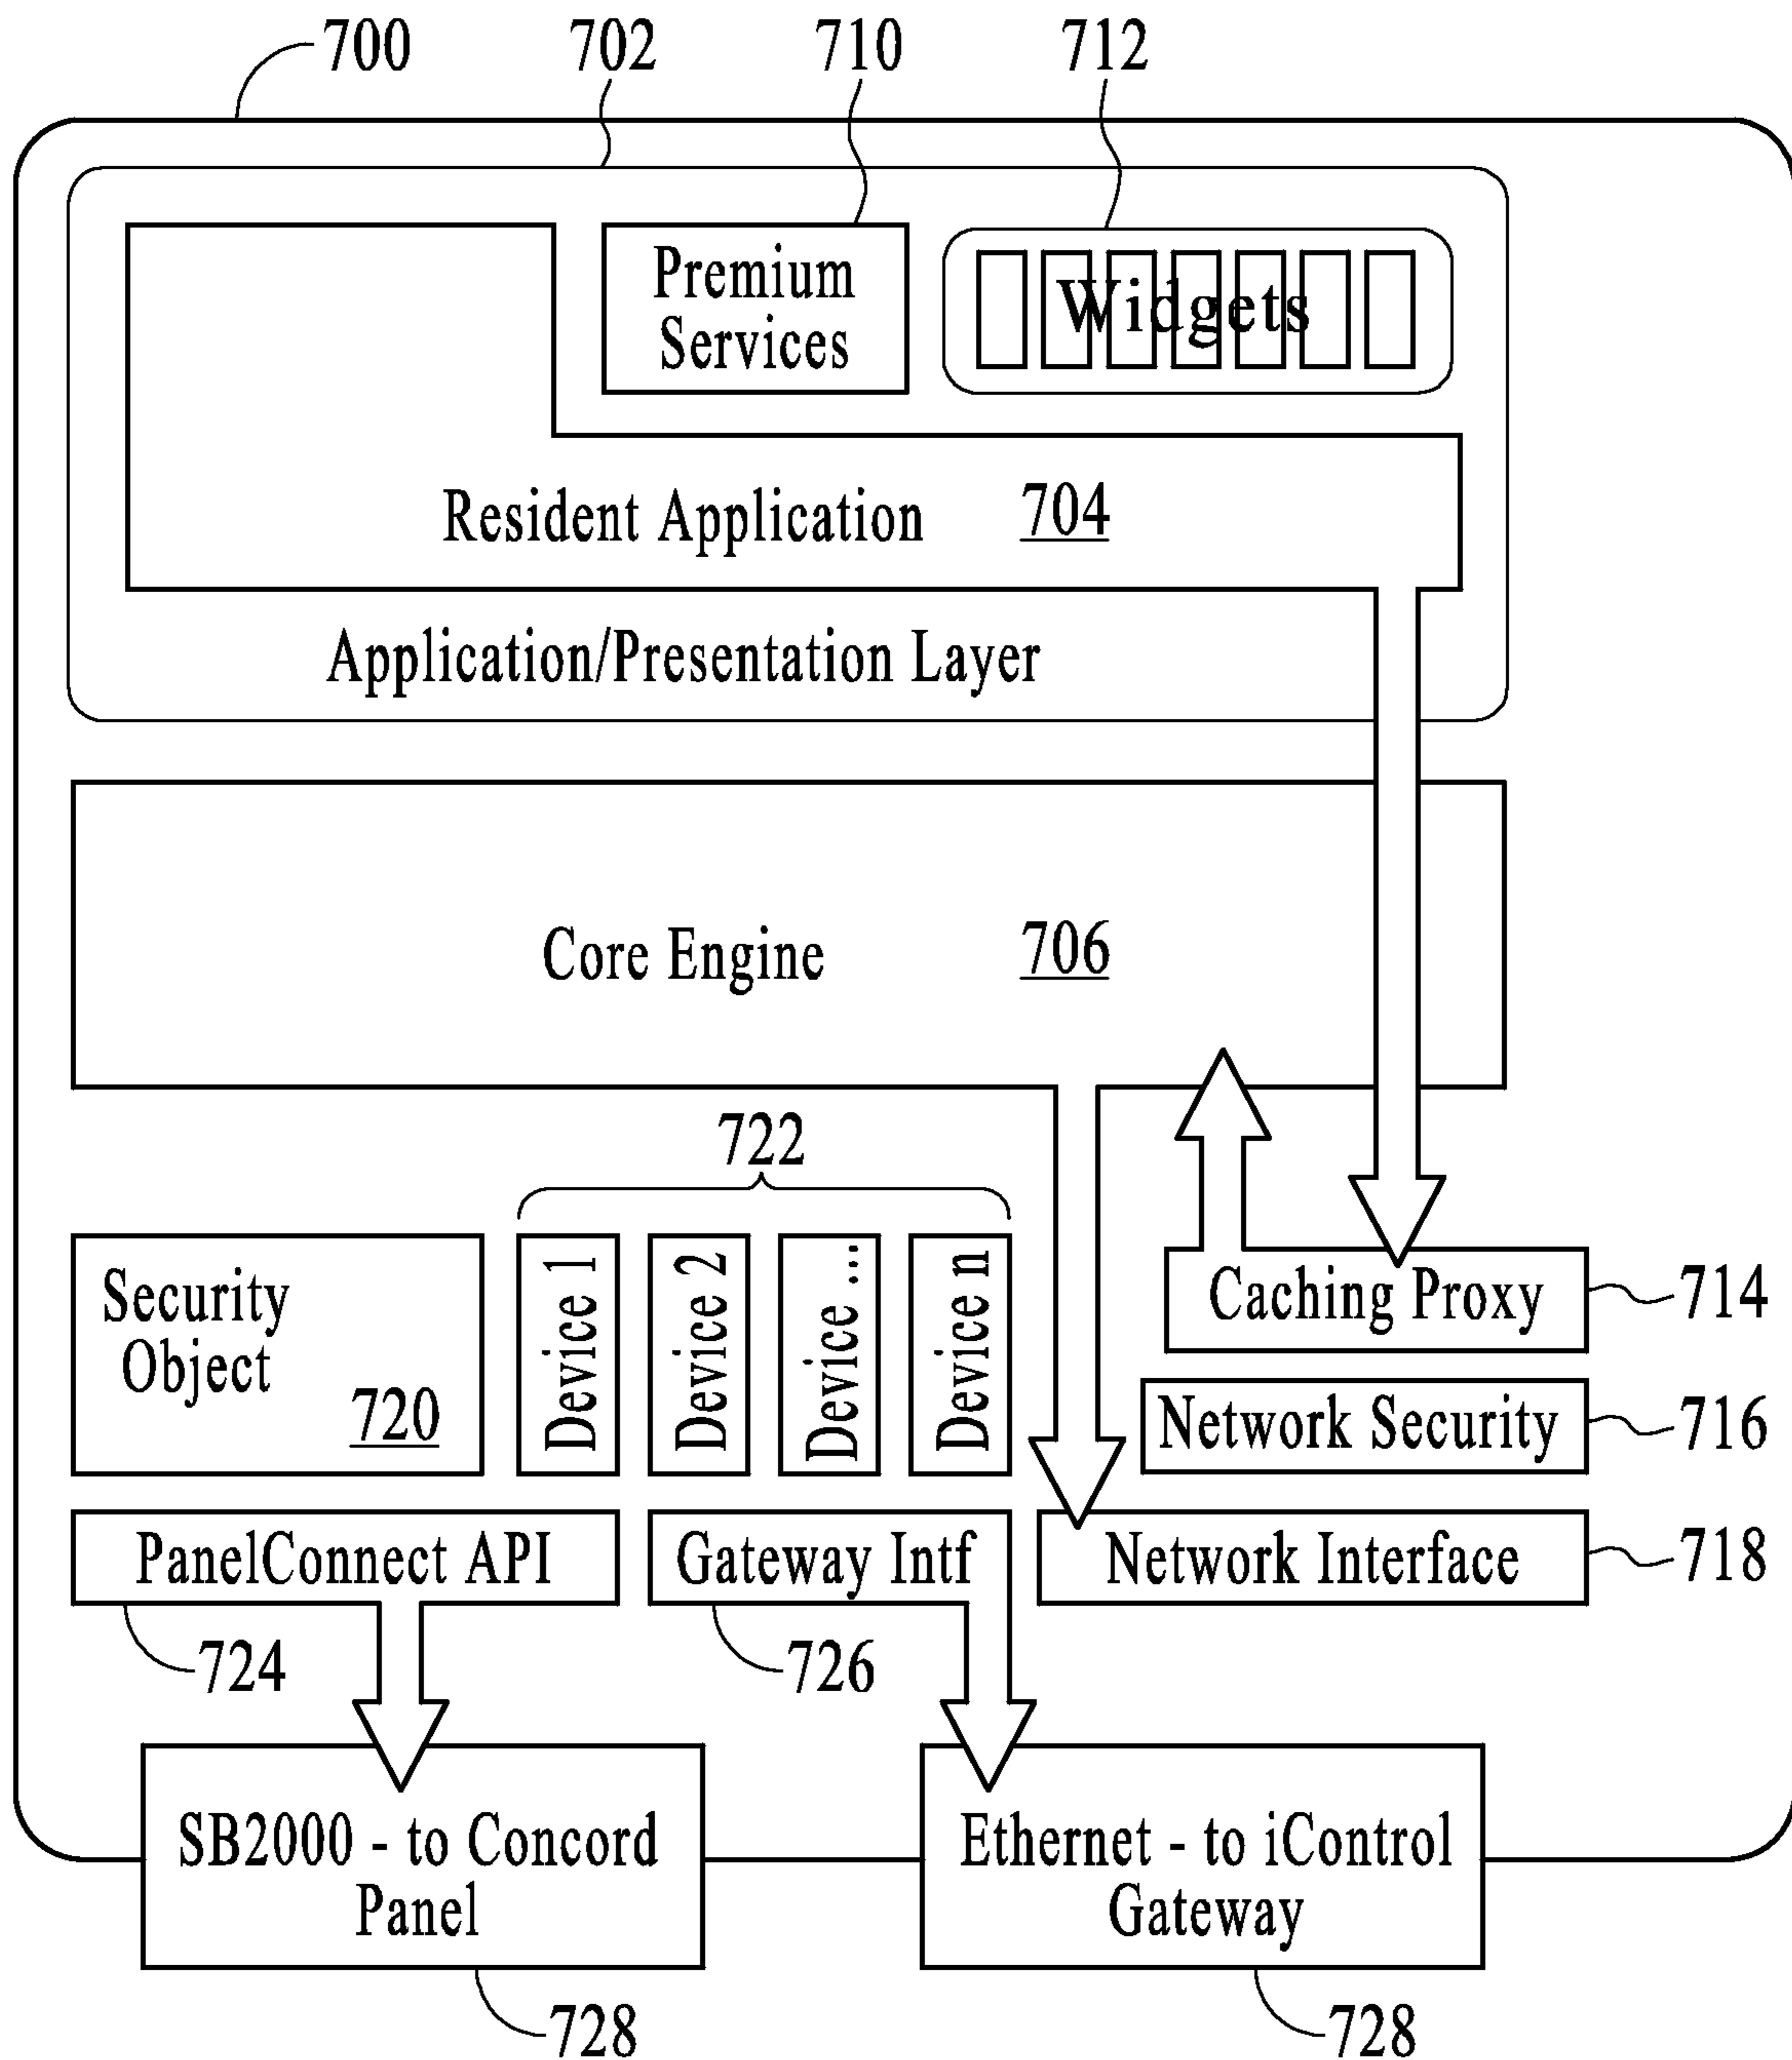 700
702
710
712
Premium
Services
Widgets
Resident Application 704
Application/Presentation Layer
Core Engine 706
722
Security
Object
720
Device 1
Device 2
Device ...
Device n
Caching Proxy
714
Network Security
716
PanelConnect API
Gateway Intf
Network Interface
718
724
726
SB2000 - to Concord
Panel
Ethernet - to iControl
Gateway
728
728